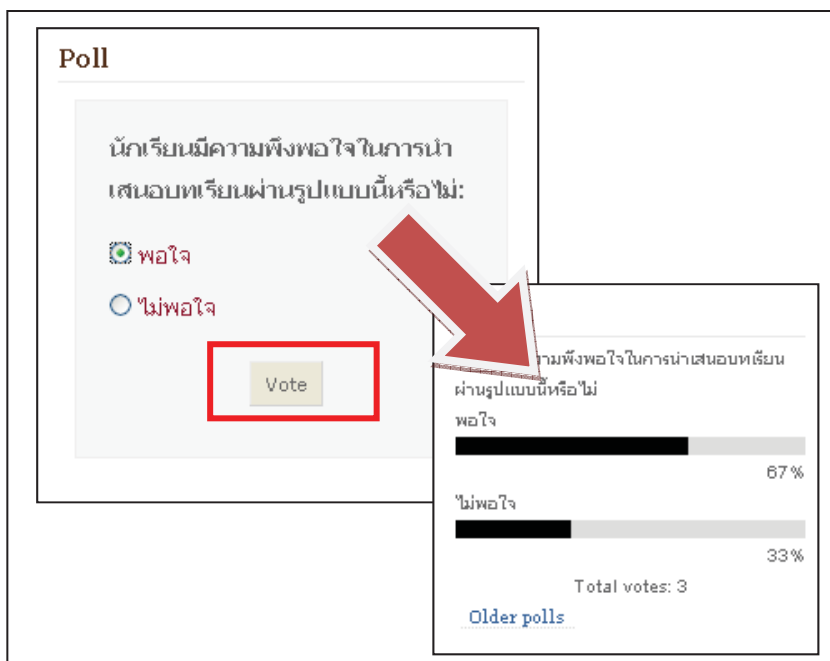 Poll
นักเรียนมีความพึงพอใจในการนำ
เสนอบทเรียนผ่านรูปแบบนี้หรือไม่:
พอใจ
ไม่พอใจ
Vote
ามพึงพอใจในการนำเสนอบทเรียน
ผ่านรูปแบบนี้หรือไม่
พอใจ
67%
ไม่พอใจ
33%
Total votes: 3
Older polls